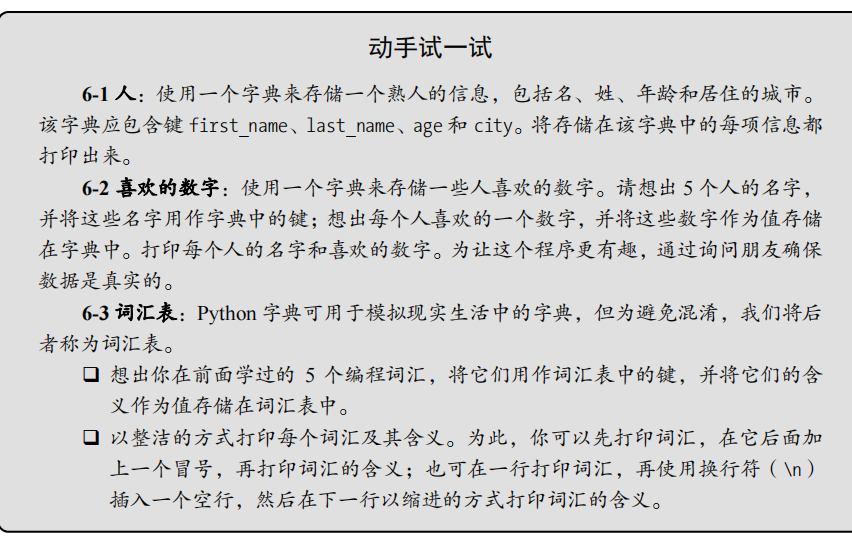 动手试一试
6-1 人：使用一个字典来存储一个熟人的信息，包括名、姓、年龄和居住的城市。
该字典应包含键 first_name、last_name、age 和 city。将存储在该字典中的每项信息都
打印出来。
6-2 喜欢的数字：使用一个字典来存储一些人喜欢的数字。请想出 5 个人的名字，
并将这些名字用作字典中的键；想出每个人喜欢的一个数字，并将这些数字作为值存储
在字典中。打印每个人的名字和喜欢的数字。为让这个程序更有趣，通过询问朋友确保
数据是真实的。
6-3 词汇表：Python 字典可用于模拟现实生活中的字典，但为避免混淆，我们将后
者称为词汇表。
❑ 想出你在前面学过的 5 个编程词汇，将它们用作词汇表中的键，并将它们的含
义作为值存储在词汇表中。
❑ 以整洁的方式打印每个词汇及其含义。为此，你可以先打印词汇，在它后面加
上一个冒号，再打印词汇的含义；也可在一行打印词汇，再使用换行符（\n）
插入一个空行，然后在下一行以缩进的方式打印词汇的含义。